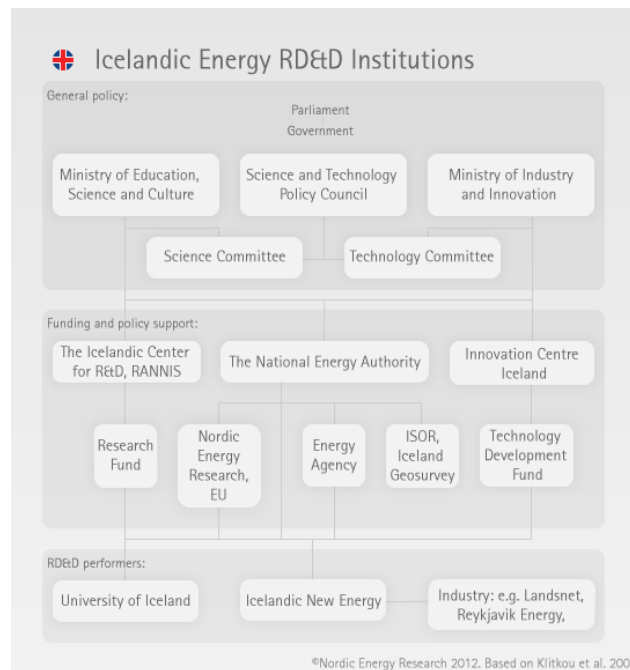 Icelandic Energy RD&D Institutions
General policy:
Parliament
Government
Ministry of Education,
Science and Culture
Science and Technology
Policy Council
Ministry of Industry
and Innovation
Science Committee
Technology Committee
Funding and policy support:
The Icelandic Center
for R&D, RANNIS
The National Energy Authority
Innovation Centre
Iceland
Research
Fund
Nordic
Energy
Research,
EU
Energy
Agency
ISOR,
Iceland
Geosurvey
Technology
Development
Fund
RD&D performers:
University of Iceland
Icelandic New Energy
Industry: e.g. Landsnet,
Reykjavik Energy,
©Nordic Energy Research 2012. Based on Klitkou et al. 200